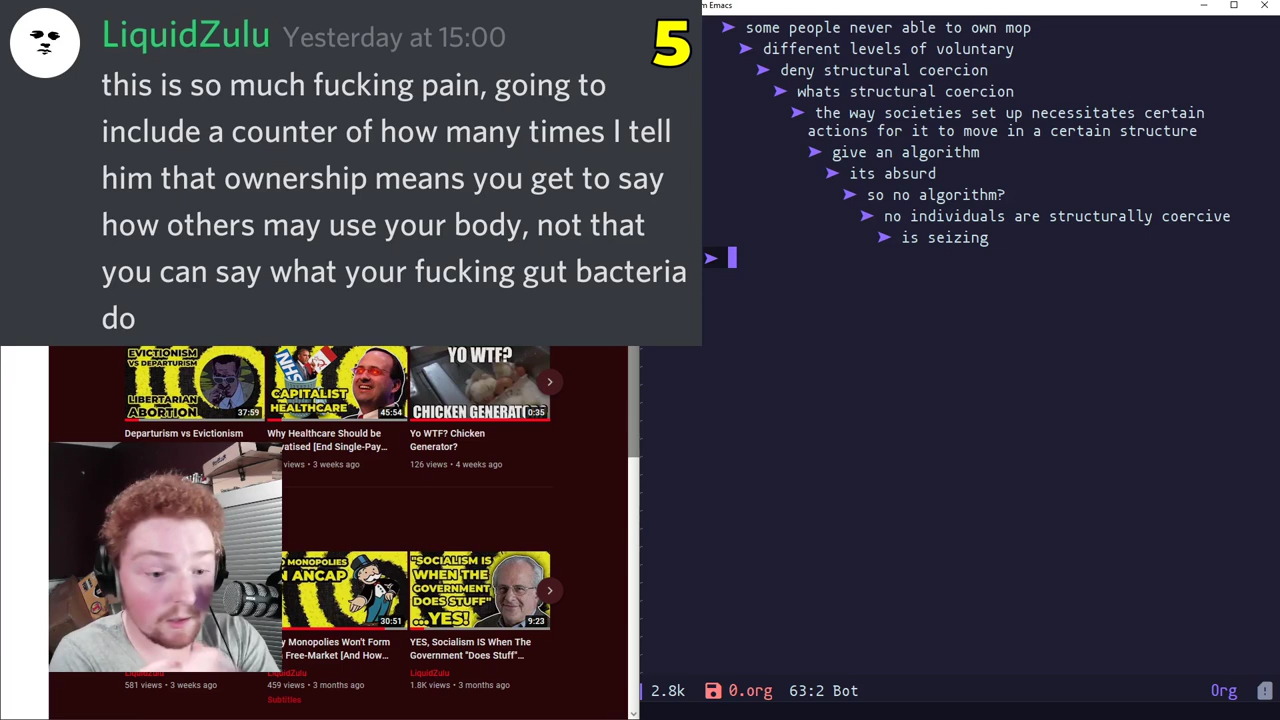 LiquidZulu Yesterday at 15:00
5
this is so much fucking pain, going to
include a counter of how many times I tell
him that ownership means you get to say
how others may use your body, not that
you can say what your fucking gut bacteria
do
m Emacs
➤ some people never able to own mop
➤ different levels of voluntary
➤ deny structural coercion
➤ whats structural coercion
➤ the way societies set up necessitates certain
actions for it to move in a certain structure
➤ give an algorithm
➤ its absurd
➤ so no algorithm?
➤ no individuals are structurally coercive
➤ is seizing
➤
EVICTIONISM
VS DEPARTURISM
LIBERTARIAN
ABORTION
37:59
NHS
CAPITALIST
HEALTHCARE
45:54
YO WTF?
CHICKEN GENERAT
0:35
Departurism vs Evictionism
Why Healthcare Should be
vatised [End Single-Pay...
views • 3 weeks ago
Yo WTF? Chicken
Generator?
126 views • 4 weeks ago
MONOPOLIES
N ANCAP
30:51
"SOCIALISM IS
WHEN THE
GOVERNMENT
DOES STUFF"
...YES!
9:23
y Monopolies Won't Form
Free-Market [And How...
YES, Socialism IS When The
Government "Does Stuff"...
LiquidZulu
LiquidZulu
LiquidZulu
581 views • 3 weeks ago
459 views • 3 months ago
1.8K views • 3 months ago
Subtitles
2.8k 0.org 63:2 Bot
Org